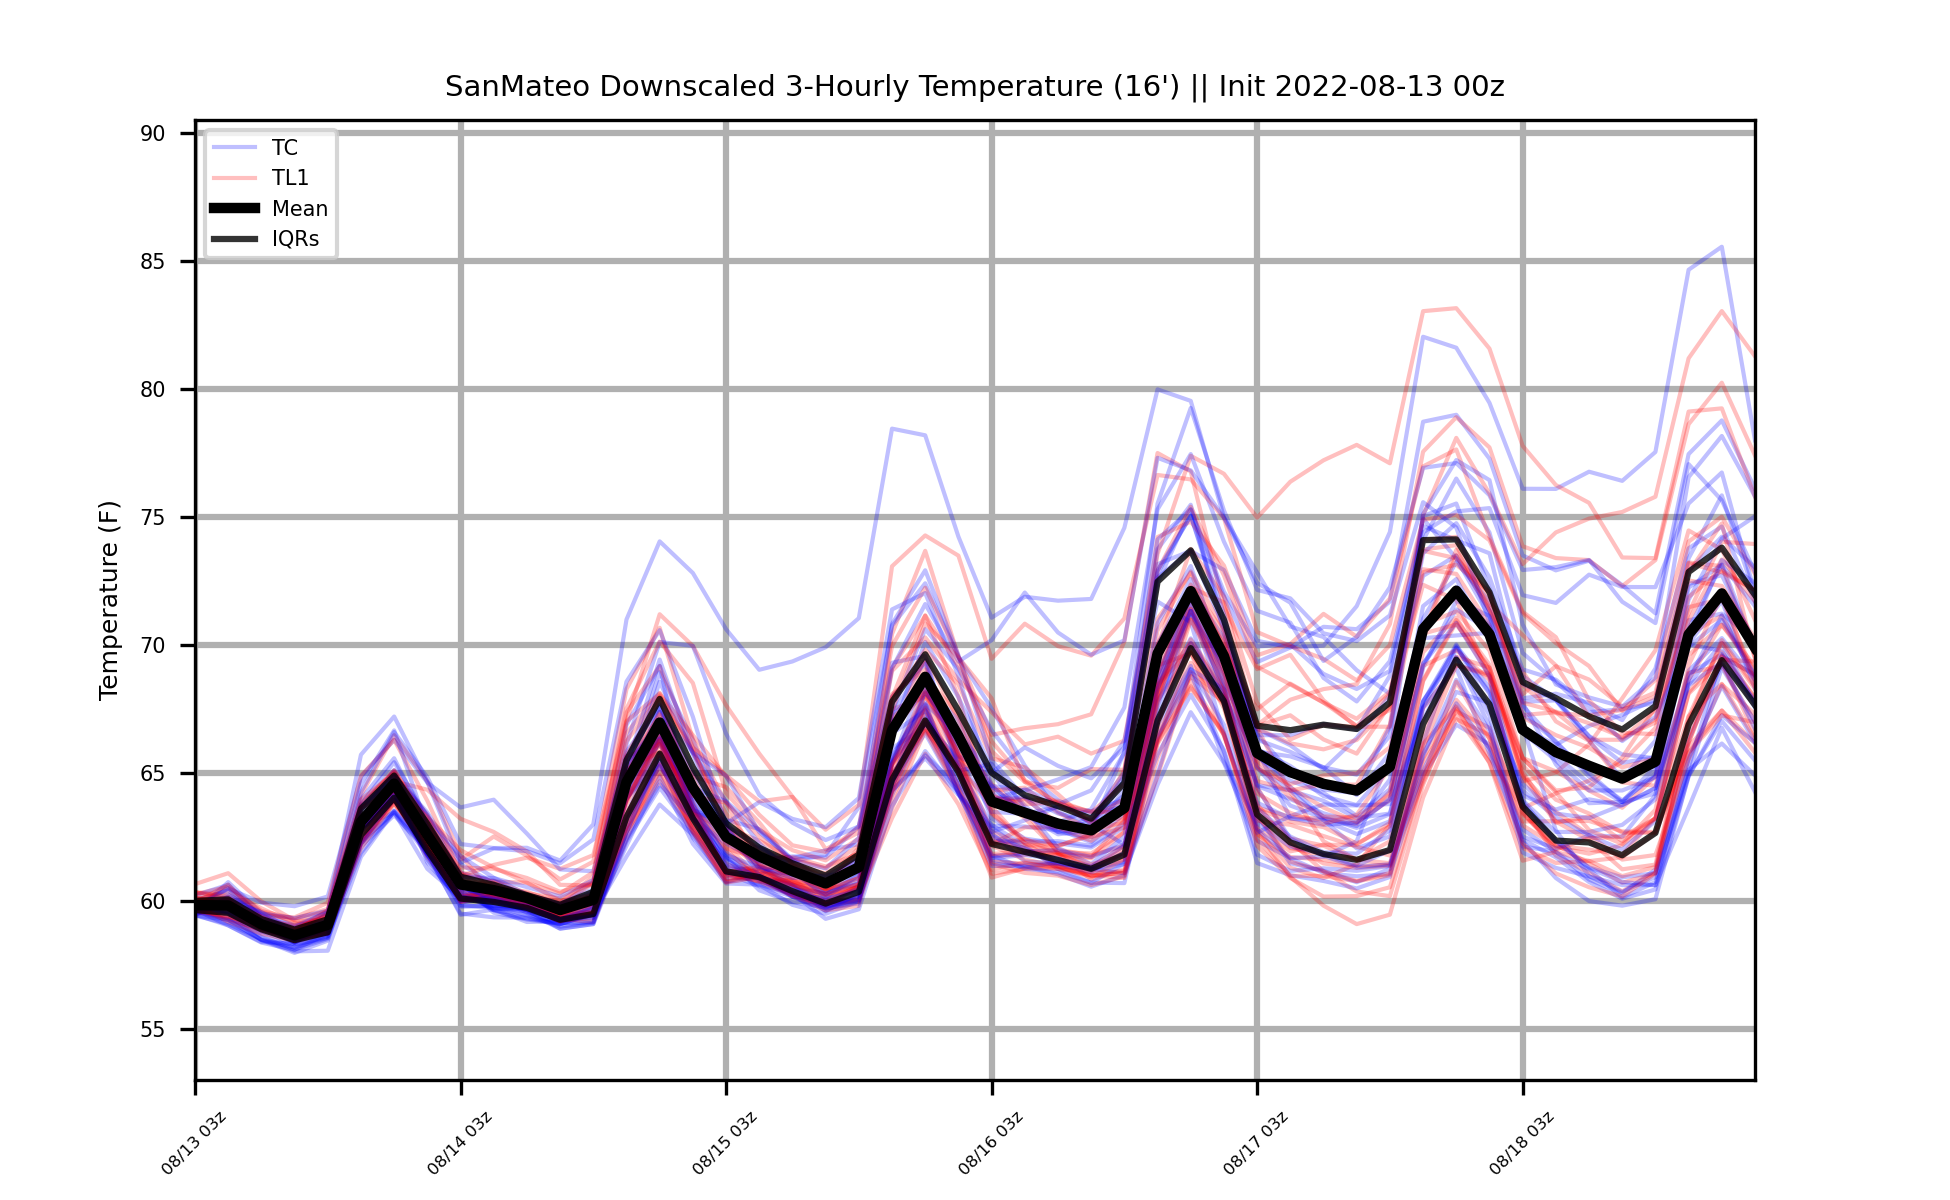 SanMateo Downscaled 3-Hourly Temperature (16') || Init 2022-08-13 00z
TC
TL1
Mean
IQRs
Temperature (F)
90
85
80
75
70
65
60
55
08/13 03z
08/14 03z
08/15 03z
08/16 03z
08/17 03z
08/18 03z